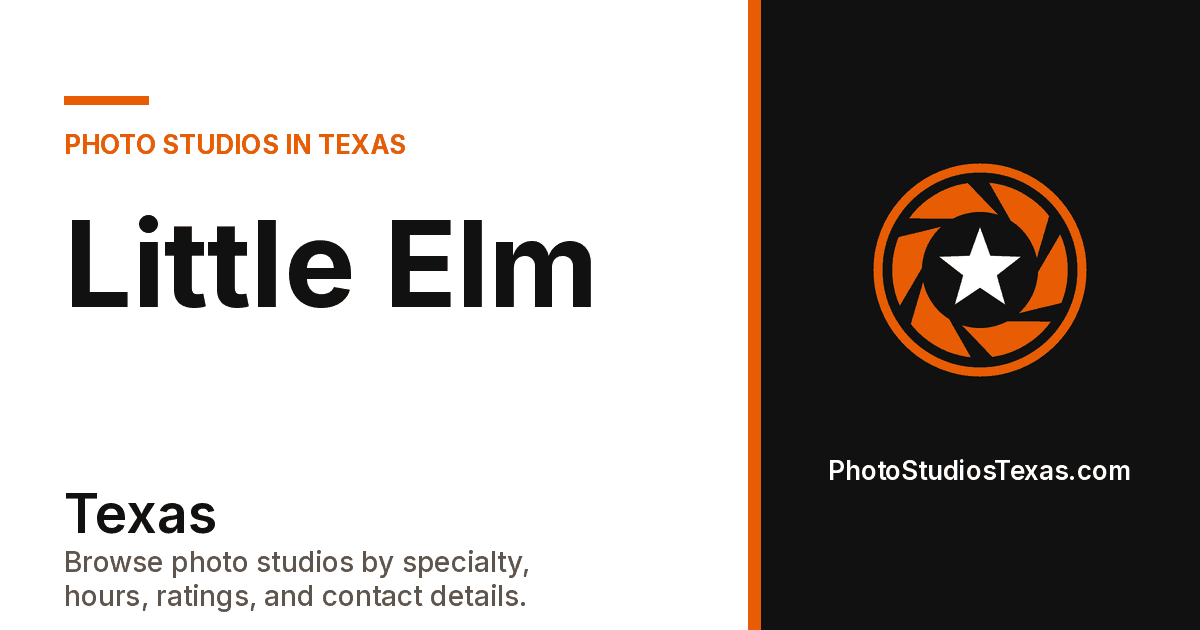 PHOTO STUDIOS IN TEXAS
Little Elm
Texas
Browse photo studios by specialty,
hours, ratings, and contact details.
PhotoStudiosTexas.com